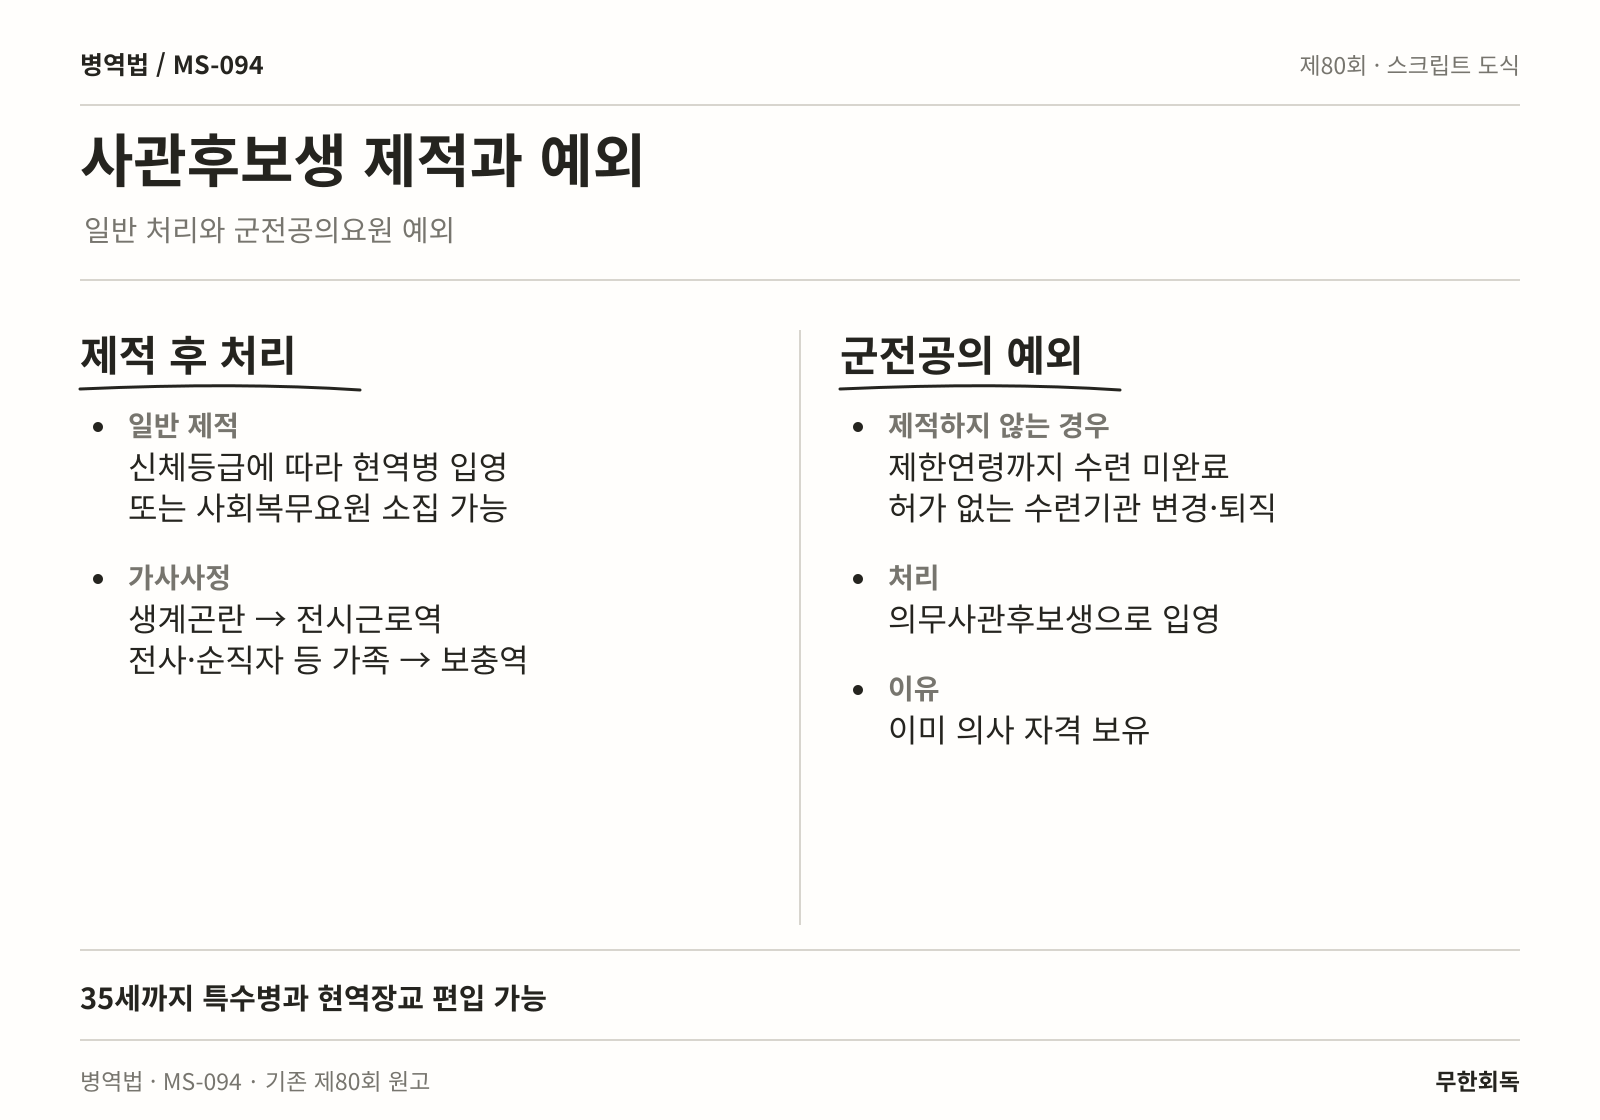 병역법 / MS-094
제80회 · 스크립트 도식
사관후보생 제적과 예외
일반 처리와 군전공의요원 예외
제적 후 처리
• 일반 제적
신체등급에 따라 현역병 입영
또는 사회복무요원 소집 가능
• 가사사정
생계곤란 → 전시근로역
전사·순직자 등 가족 → 보충역
군전공의 예외
• 제적하지 않는 경우
제한연령까지 수련 미완료
허가 없는 수련기관 변경·퇴직
• 처리
의무사관후보생으로 입영
• 이유
이미 의사 자격 보유
35세까지 특수병과 현역장교 편입 가능
병역법 · MS-094 · 기존 제80회 원고
무한회독